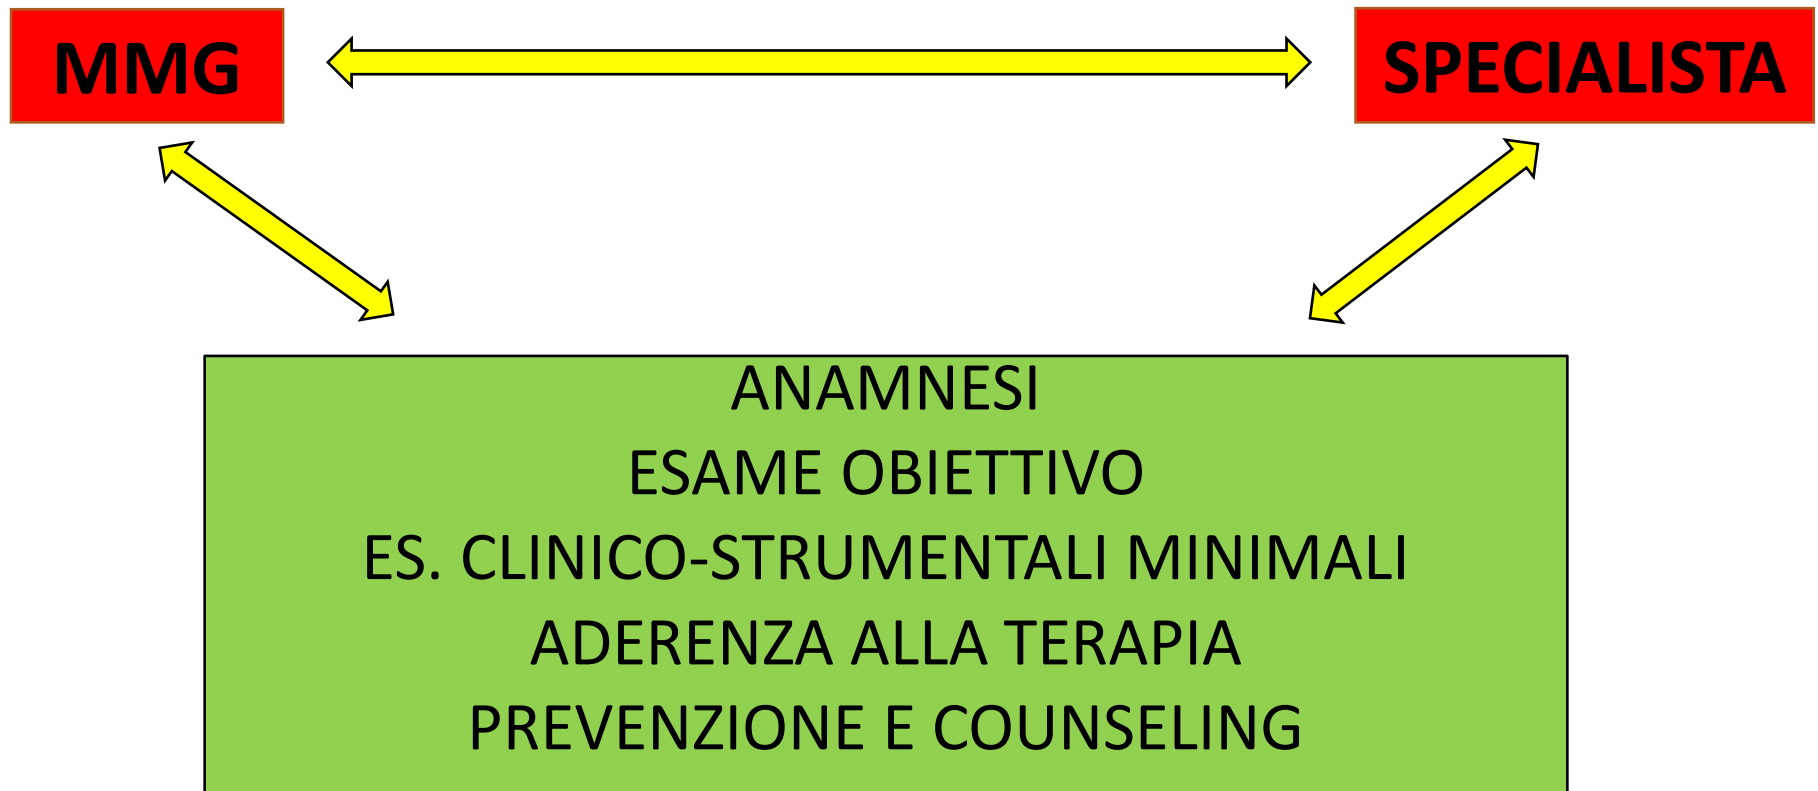 MMG
SPECIALISTA
ANAMNESI
ESAME OBIETTIVO
ES. CLINICO-STRUMENTALI MINIMALI
ADERENZA ALLA TERAPIA
PREVENZIONE E COUNSELING